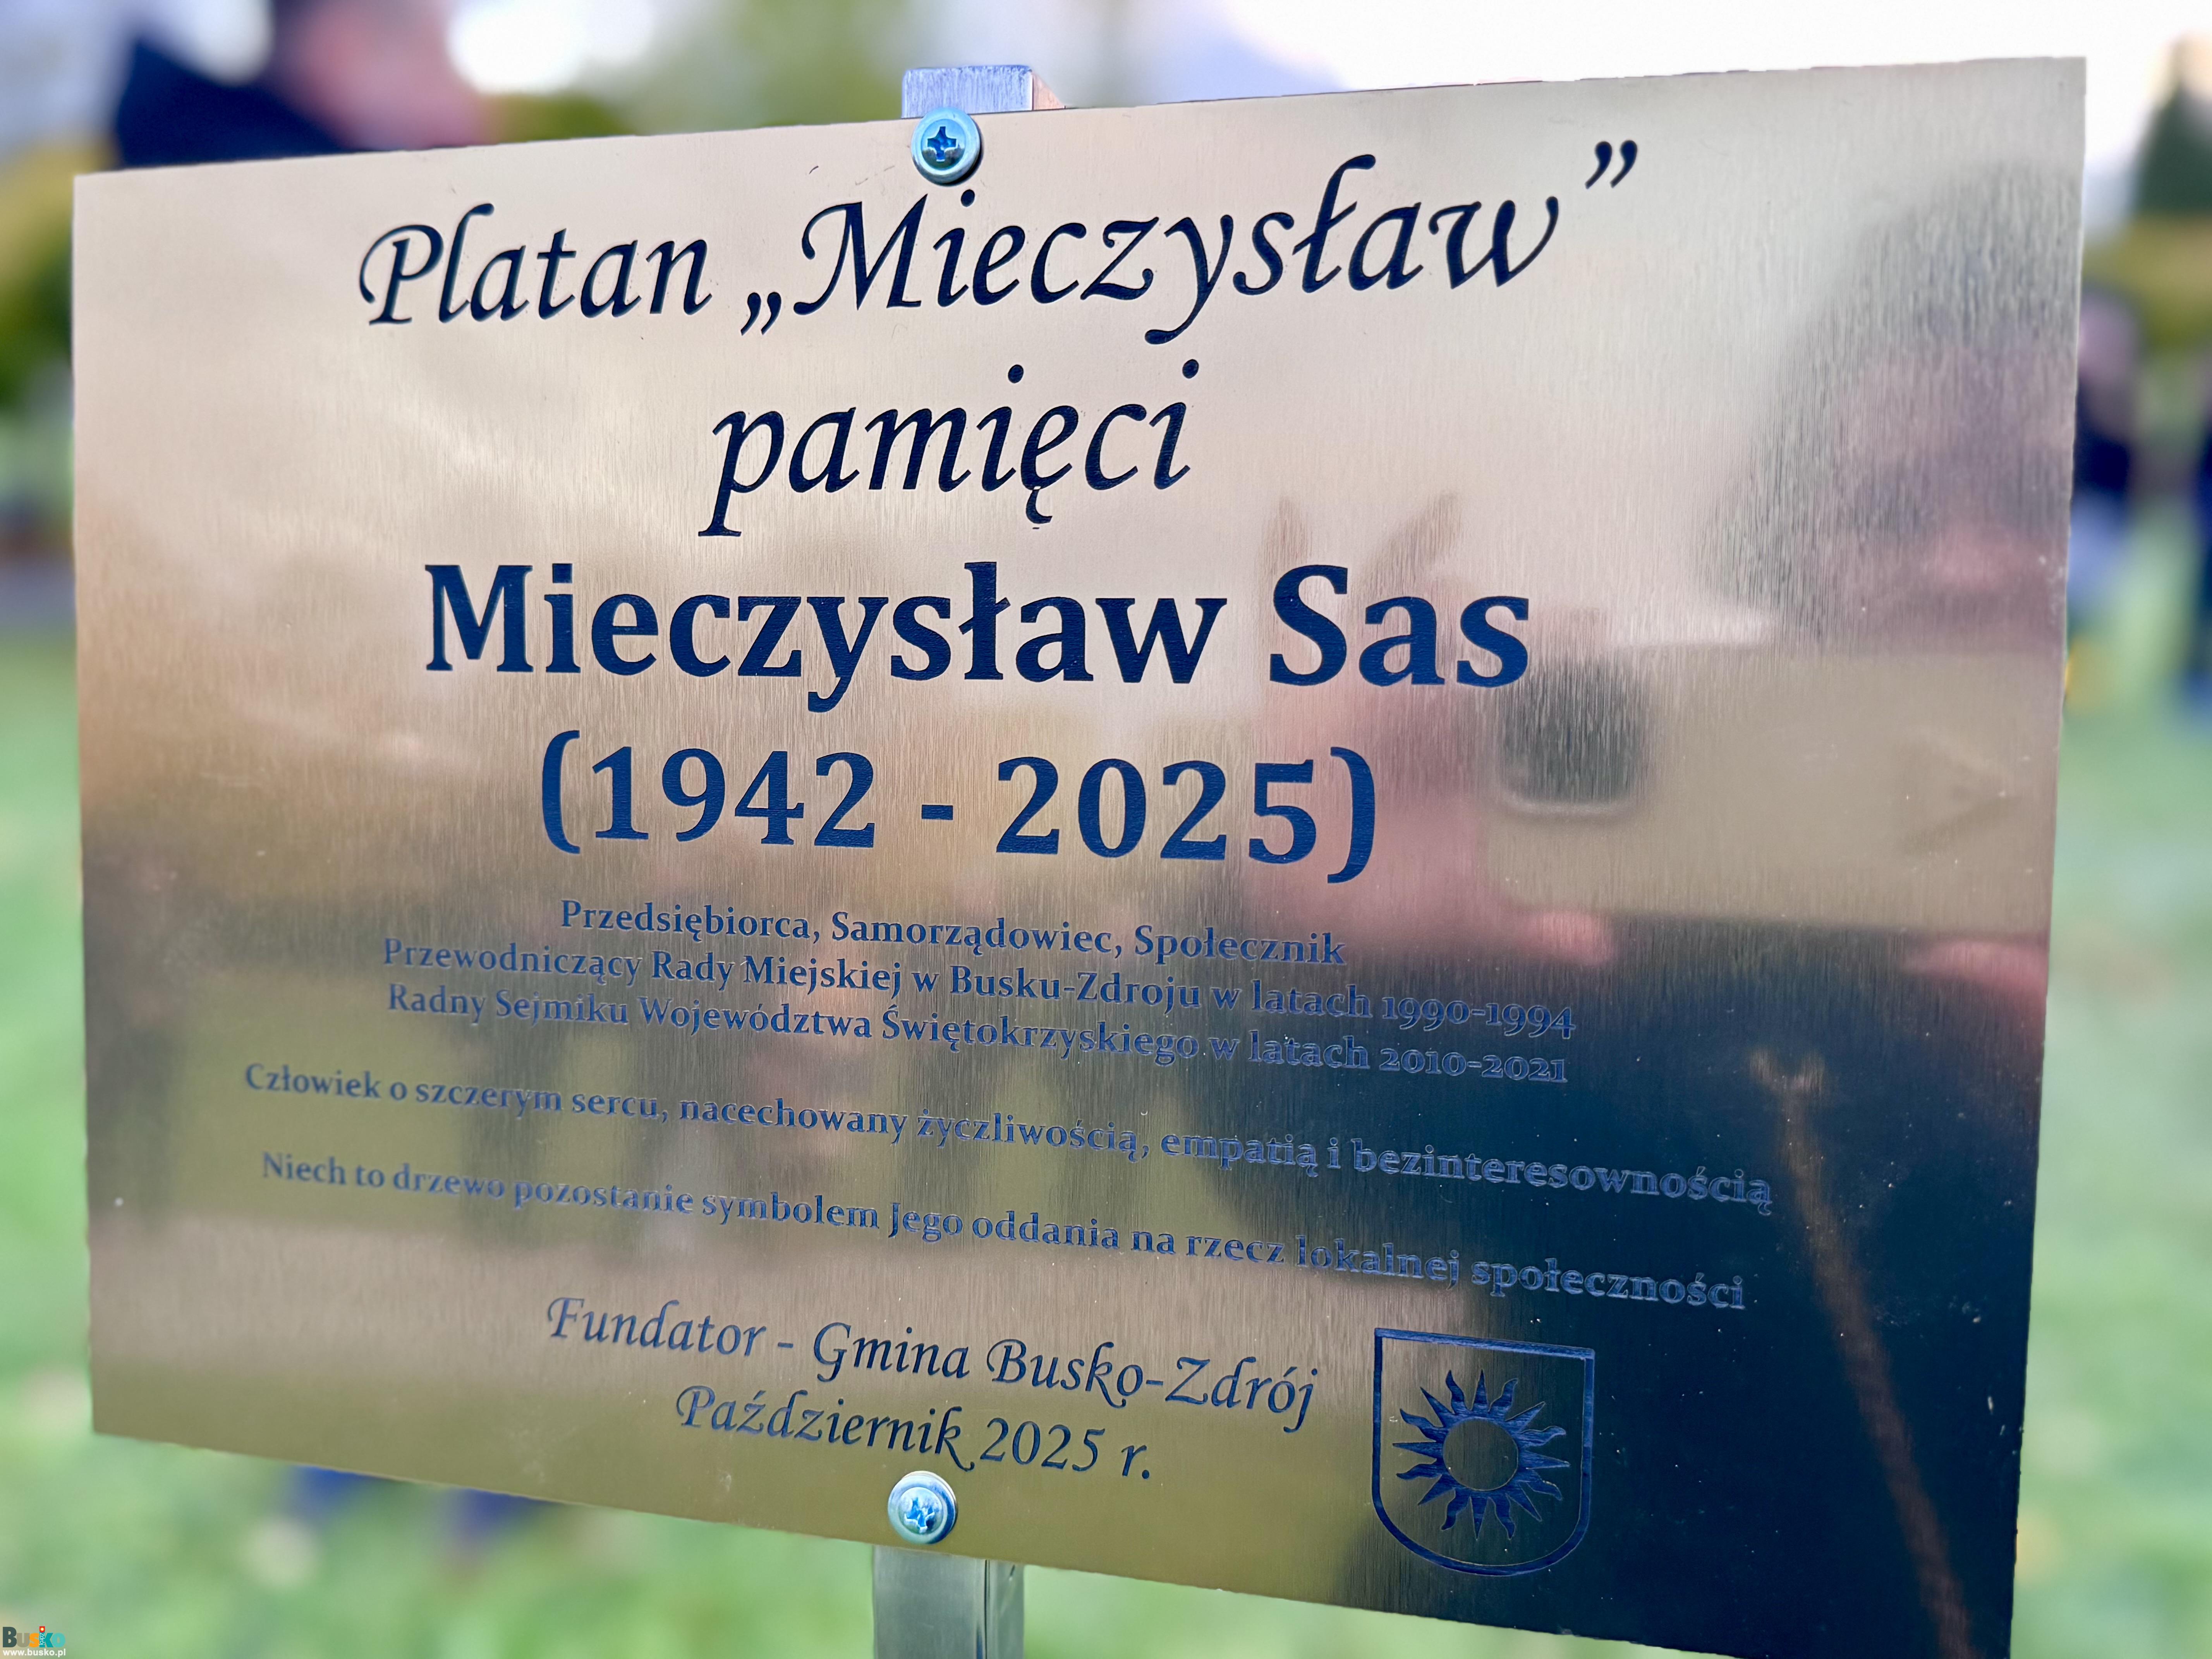 Platan „Mieczysław”
pamięci
Mieczysław Sas
(1942 - 2025)
Przedsiębiorca, Samorządowiec, Społecznik
Przewodniczący Rady Miejskiej w Busku-Zdroju w latach 1990-1994
Radny Sejmiku Województwa Świętokrzyskiego w latach 2010-2021
Człowiek o szczerym sercu, nacechowany życzliwością, empatią i bezinteresownością
Niech to drzewo pozostanie symbolem Jego oddania na rzecz lokalnej społeczności
Fundator - Gmina Busko-Zdrój
Październik 2025 r.
Busko
www.busko.pl